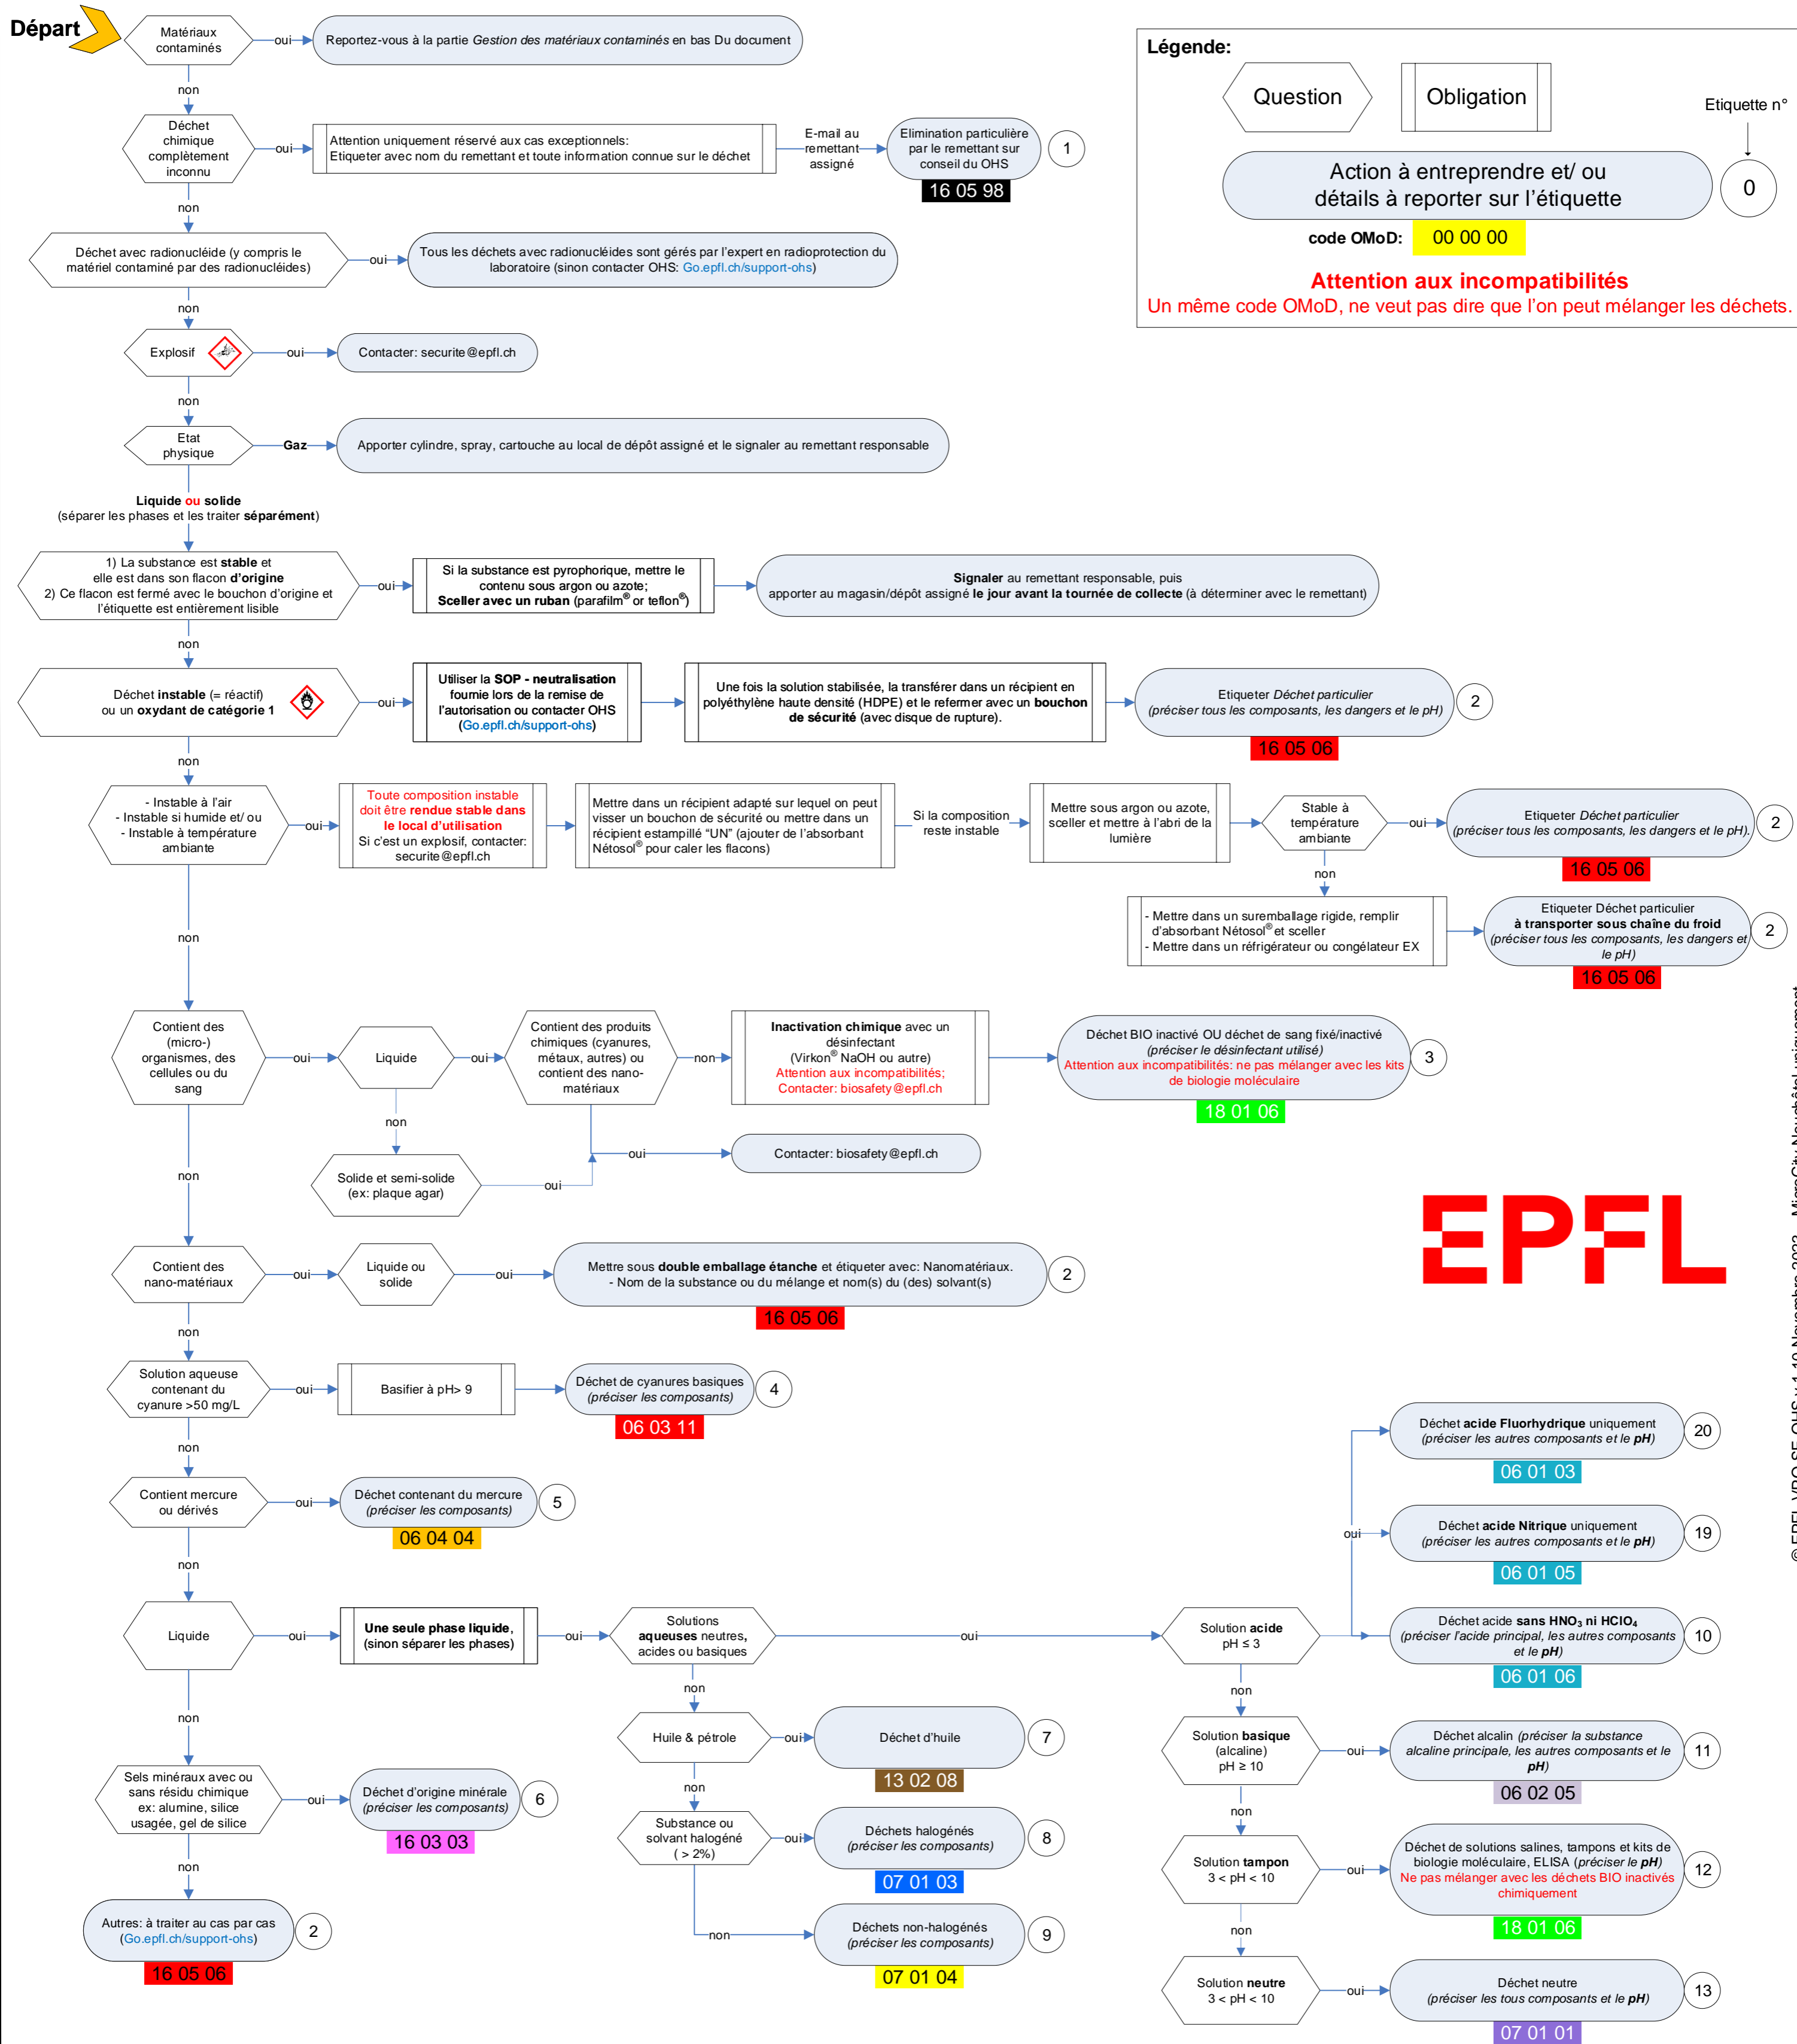 Départ
Matériaux
contaminés
oui
Reportez-vous à la partie Gestion des matériaux contaminés en bas Du document
non
Légende:
Question
Obligation
Etiquette n°
Action à entreprendre et/ ou
détails à reporter sur l'étiquette
0
code OMoD:
00 00 00
Attention aux incompatibilités
Un même code OMoD, ne veut pas dire que l'on peut mélanger les déchets.
Déchet
chimique
complètement
inconnu
oui
Attention uniquement réservé aux cas exceptionnels:
Etiqueter avec nom du remettant et toute information connue sur le déchet
E-mail au
remettant
assigné
Elimination particulière
par le remettant sur
conseil du OHS
1
16 05 98
non
Déchet avec radionucléide (y compris le
matériel contaminé par des radionucléides)
oui
Tous les déchets avec radionucléides sont gérés par l'expert en radioprotection du
laboratoire (sinon contacter OHS: Go.epfl.ch/support-ohs)
non
Explosif
oui
Contacter: securite@epfl.ch
non
Etat
physique
Gaz
Apporter cylindre, spray, cartouche au local de dépôt assigné et le signaler au remettant responsable
Liquide ou solide
(séparer les phases et les traiter séparément)
1) La substance est stable et
elle est dans son flacon d'origine
2) Ce flacon est fermé avec le bouchon d'origine et
l'étiquette est entièrement lisible
oui
Si la substance est pyrophorique, mettre le
contenu sous argon ou azote;
Sceller avec un ruban (parafilm® or teflon®)
Signaler au remettant responsable, puis
apporter au magasin/dépôt assigné le jour avant la tournée de collecte (à déterminer avec le remettant)
non
Déchet instable (= réactif)
ou un oxydant de catégorie 1
oui
Utiliser la SOP - neutralisation
fournie lors de la remise de
l'autorisation ou contacter OHS
(Go.epfl.ch/support-ohs)
Une fois la solution stabilisée, la transférer dans un récipient en
polyéthylène haute densité (HDPE) et le refermer avec un bouchon
de sécurité (avec disque de rupture).
Etiqueter Déchet particulier
(préciser tous les composants, les dangers et le pH)
2
16 05 06
non
- Instable à l'air
- Instable si humide et/ ou
- Instable à température
ambiante
oui
Toute composition instable
doit être rendue stable dans
le local d'utilisation
Si c'est un explosif, contacter:
securite@epfl.ch
Mettre dans un récipient adapté sur lequel on peut
visser un bouchon de sécurité ou mettre dans un
récipient estampillé “UN” (ajouter de l'absorbant
Nétosol® pour caler les flacons)
Si la composition
reste instable
Mettre sous argon ou azote,
sceller et mettre à l'abri de la
lumière
Stable à
température
ambiante
oui
Etiqueter Déchet particulier
(préciser tous les composants, les dangers et le pH).
2
16 05 06
non
- Mettre dans un suremballage rigide, remplir
d'absorbant Nétosol® et sceller
- Mettre dans un réfrigérateur ou congélateur EX
Etiqueter Déchet particulier
à transporter sous chaîne du froid
(préciser tous les composants, les dangers et
le pH)
2
16 05 06
non
Contient des
(micro-)
organismes, des
cellules ou du
sang
oui
Liquide
oui
Contient des produits
chimiques (cyanures,
métaux, autres) ou
contient des nano-
matériaux
non
Inactivation chimique avec un
désinfectant
(Virkon® NaOH ou autre)
Attention aux incompatibilités;
Contacter: biosafety@epfl.ch
Déchet BIO inactivé OU déchet de sang fixé/inactivé
(préciser le désinfectant utilisé)
Attention aux incompatibilités: ne pas mélanger avec les kits
de biologie moléculaire
3
18 01 06
non
oui
Contacter: biosafety@epfl.ch
Solide et semi-solide
(ex: plaque agar)
oui
non
EPFL
Contient des
nano-matériaux
oui
Liquide ou
solide
oui
Mettre sous double emballage étanche et étiqueter avec: Nanomatériaux.
- Nom de la substance ou du mélange et nom(s) du (des) solvant(s)
2
16 05 06
non
Solution aqueuse
contenant du
cyanure >50 mg/L
oui
Basifier à pH> 9
Déchet de cyanures basiques
(préciser les composants)
4
06 03 11
non
Contient mercure
ou dérivés
oui
Déchet contenant du mercure
(préciser les composants)
5
06 04 04
non
Liquide
oui
Une seule phase liquide,
(sinon séparer les phases)
oui
Solutions
aqueuses neutres,
acides ou basiques
oui
Solution acide
pH ≤ 3
oui
Déchet acide Fluorhydrique uniquement
(préciser les autres composants et le pH)
20
06 01 03
Déchet acide Nitrique uniquement
(préciser les autres composants et le pH)
19
06 01 05
Déchet acide sans HNO3 ni HClO4
(préciser l'acide principal, les autres composants
et le pH)
10
06 01 06
non
Huile & pétrole
oui
Déchet d'huile
7
13 02 08
non
Substance ou
solvant halogéné
( > 2%)
oui
Déchets halogénés
(préciser les composants)
8
07 01 03
non
Déchets non-halogénés
(préciser les composants)
9
07 01 04
non
Solution basique
(alcaline)
pH ≥ 10
oui
Déchet alcalin (préciser la substance
alcaline principale, les autres composants et le
pH)
11
06 02 05
non
Solution tampon
3 < pH < 10
oui
Déchet de solutions salines, tampons et kits de
biologie moléculaire, ELISA (préciser le pH)
Ne pas mélanger avec les déchets BIO inactivés
chimiquement
12
18 01 06
non
Solution neutre
3 < pH < 10
oui
Déchet neutre
(préciser les tous composants et le pH)
13
07 01 01
non
Sels minéraux avec ou
sans résidu chimique
ex: alumine, silice
usagée, gel de silice
oui
Déchet d'origine minérale
(préciser les composants)
6
16 03 03
non
Autres: à traiter au cas par cas
(Go.epfl.ch/support-ohs)
2
16 05 06